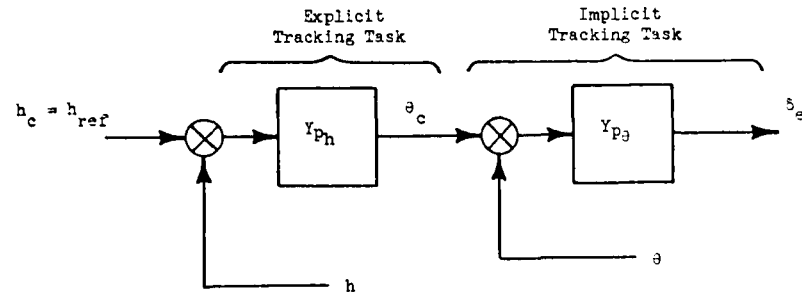 Explicit
Tracking Task
Implicit
Tracking Task
h_c = h_ref
Y_p_h
θ_c
Y_p_θ
δ_e
h
θ